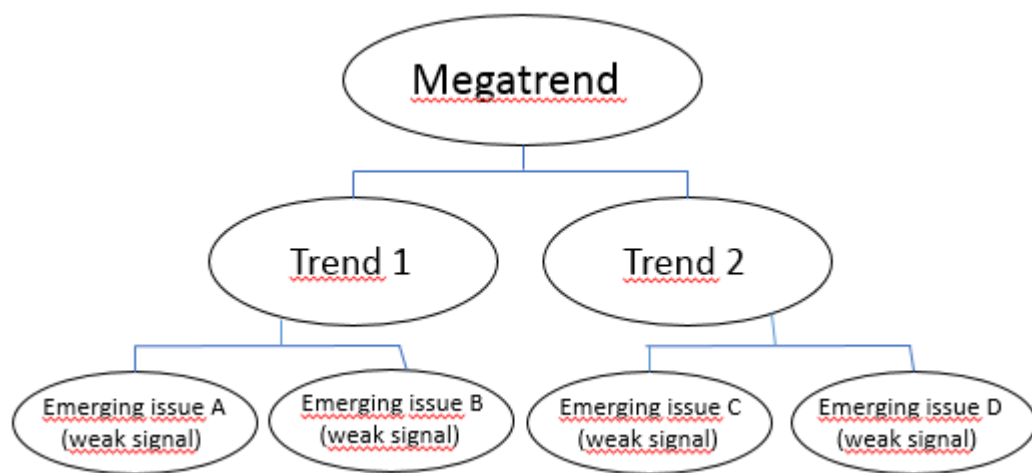 Megatrend
Trend 1
Trend 2
Emerging issue A
(weak signal)
Emerging issue B
(weak signal)
Emerging issue C
(weak signal)
Emerging issue D
(weak signal)